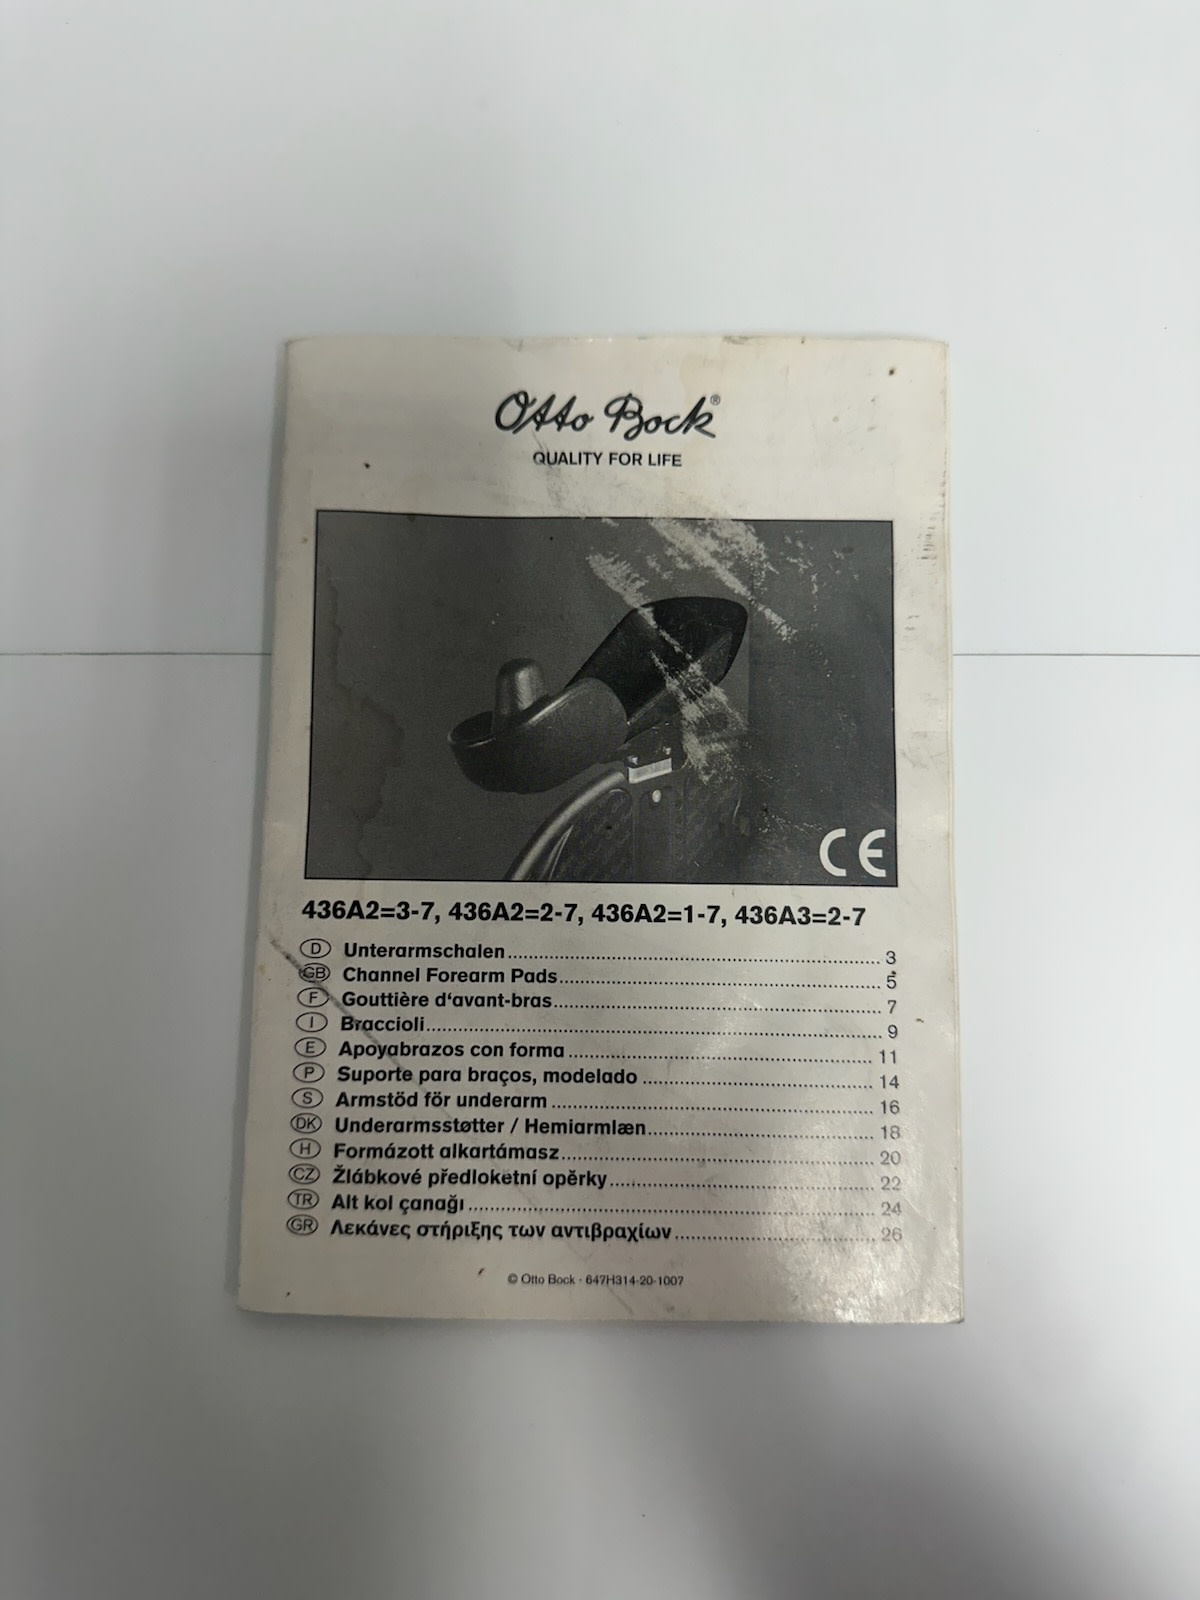 Otto Bock®
QUALITY FOR LIFE
CE
436A2=3-7, 436A2=2-7, 436A2=1-7, 436A3=2-7
D Unterarmschalen 3
GB Channel Forearm Pads 5
F Gouttière d‘avant-bras 7
I Braccioli 9
E Apoyabrazos con forma 11
P Suporte para braços, modelado 14
S Armstöd för underarm 16
DK Underarmsstøtter / Hemiarmlæn 18
H Formázott alkartámasz 20
CZ Žlábkové předloketní opěrky 22
TR Alt kol çanağı 24
GR Λεκάνες στήριξης των αντιβραχίων 26
© Otto Bock · 647H314-20-1007